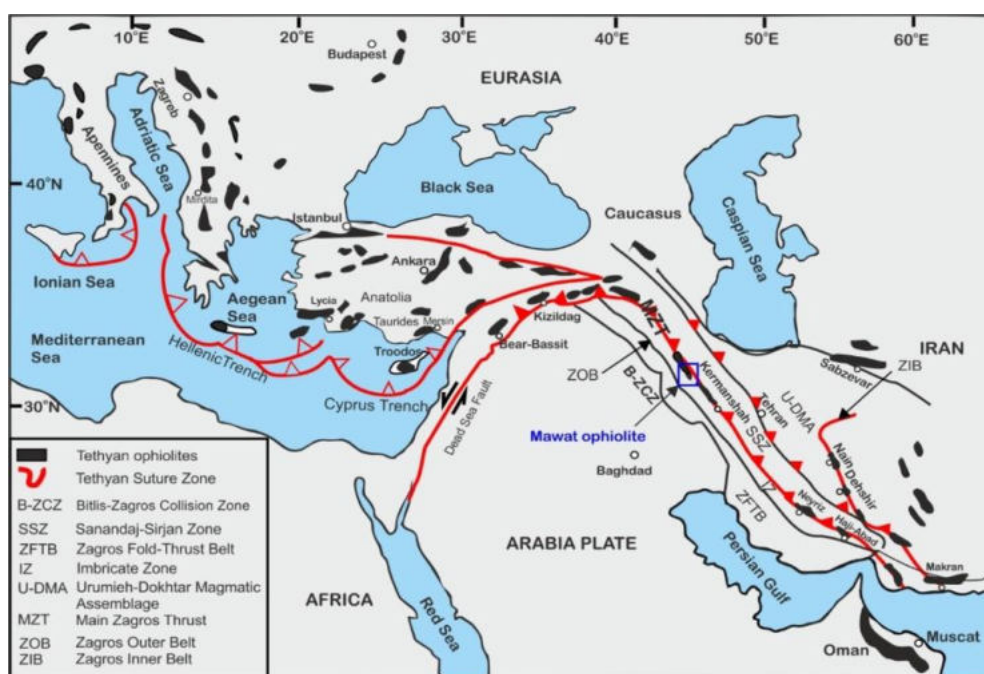 10°E
20°E
30°E
40°E
50°E
60°E
Budapest
EURASIA
Zagreb
Adriatic Sea
Apennines
40°N
Mirdita
Black Sea
Caucasus
Caspian Sea
Istanbul
Ankara
Ionian Sea
Aegean
Sea
Lycia
Anatolia
Taurides
Mersin
Kizildag
MZT
Mediterranean
Sea
Hellenic Trench
Troodos
Bear-Bassit
ZOB
B-ZCZ
Kermanshah
SSZ
Tehran
U-DMA
Sabzevar
IRAN
ZIB
Cyprus Trench
30°N
Dead Sea Fault
Mawat ophiolite
Baghdad
Nain Dehshir
IZ
Neyriz
Haji-Abad
ZFTB
ARABIA PLATE
Persian Gulf
Makran
AFRICA
Red Sea
Oman
Muscat
Tethyan ophiolites
Tethyan Suture Zone
B-ZCZ Bitlis-Zagros Collision Zone
SSZ Sanandaj-Sirjan Zone
ZFTB Zagros Fold-Thrust Belt
IZ Imbricate Zone
U-DMA Urumieh-Dokhtar Magmatic
Assemblage
MZT Main Zagros Thrust
ZOB Zagros Outer Belt
ZIB Zagros Inner Belt